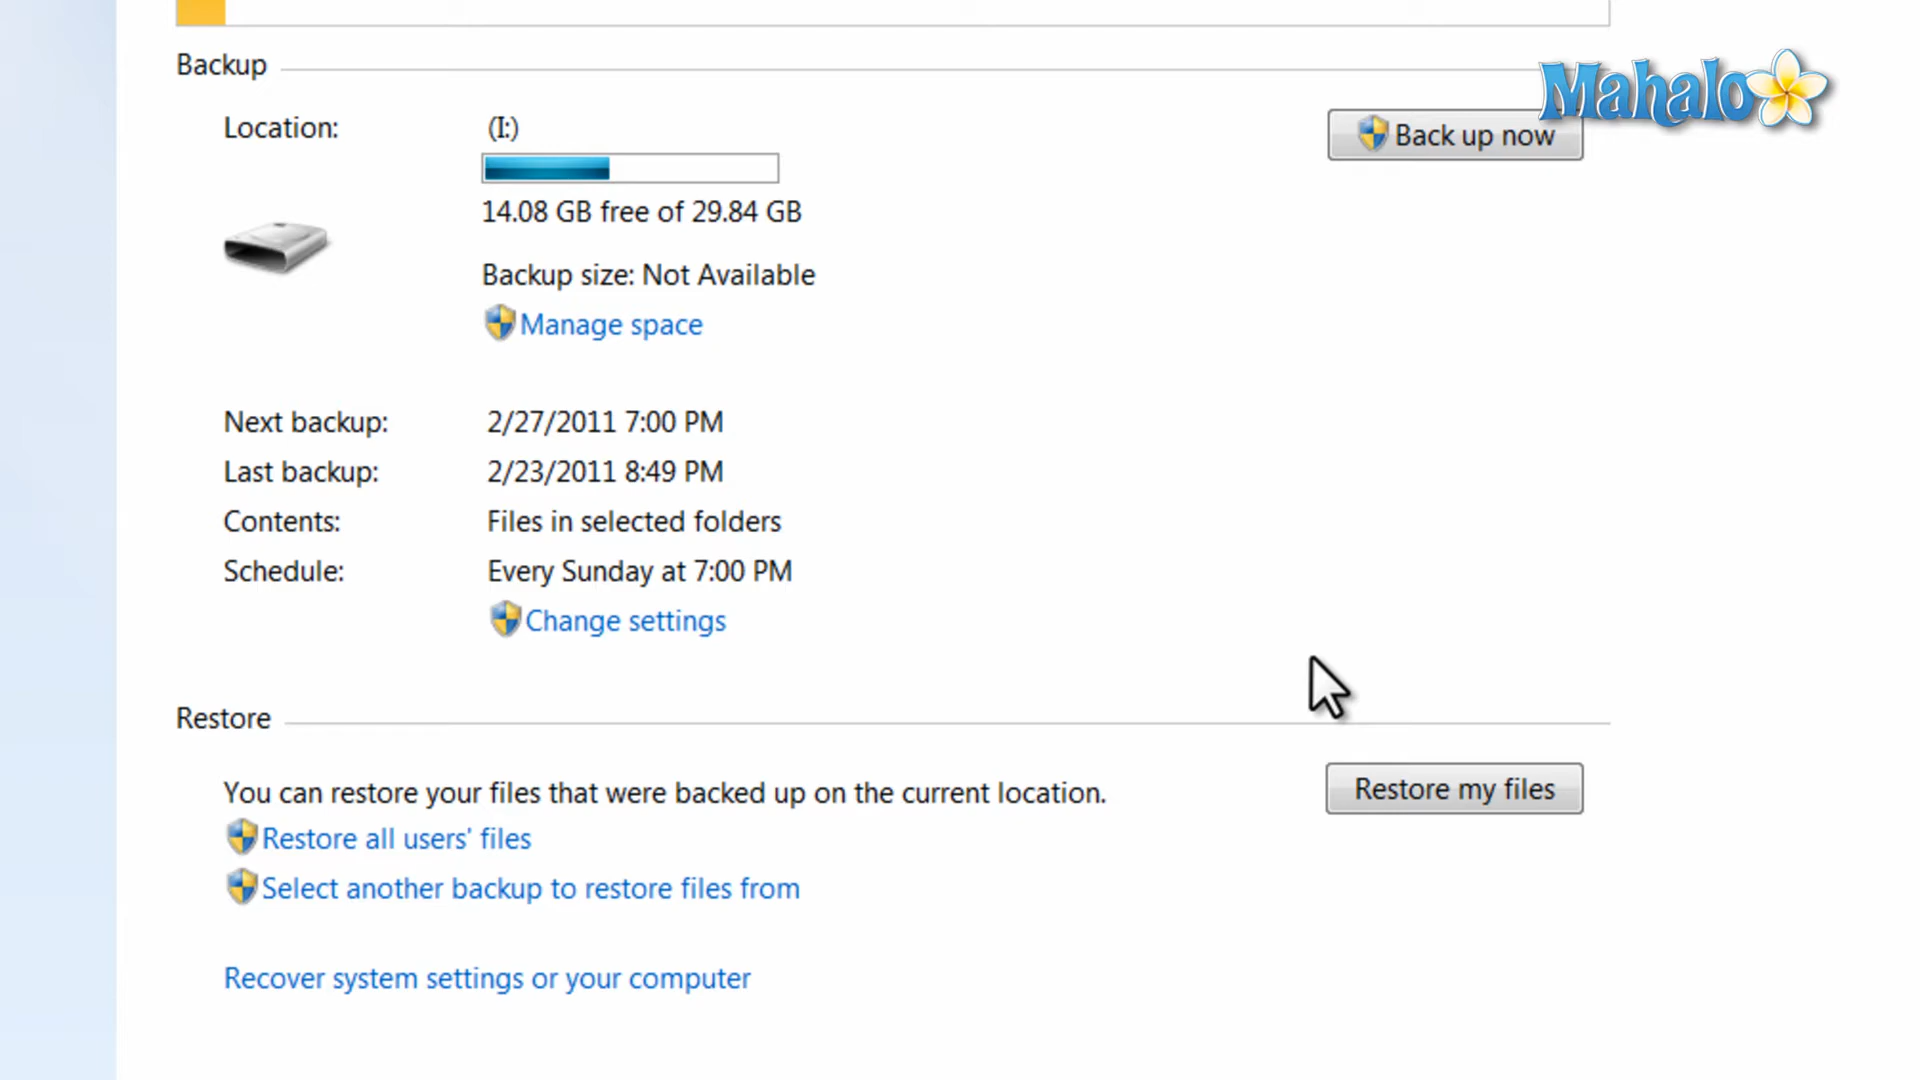 Backup
Mahalo
Location:
(I:)
Back up now
14.08 GB free of 29.84 GB
Backup size: Not Available
Manage space
Next backup:
2/27/2011 7:00 PM
Last backup:
2/23/2011 8:49 PM
Contents:
Files in selected folders
Schedule:
Every Sunday at 7:00 PM
Change settings
Restore
You can restore your files that were backed up on the current location.
Restore my files
Restore all users' files
Select another backup to restore files from
Recover system settings or your computer